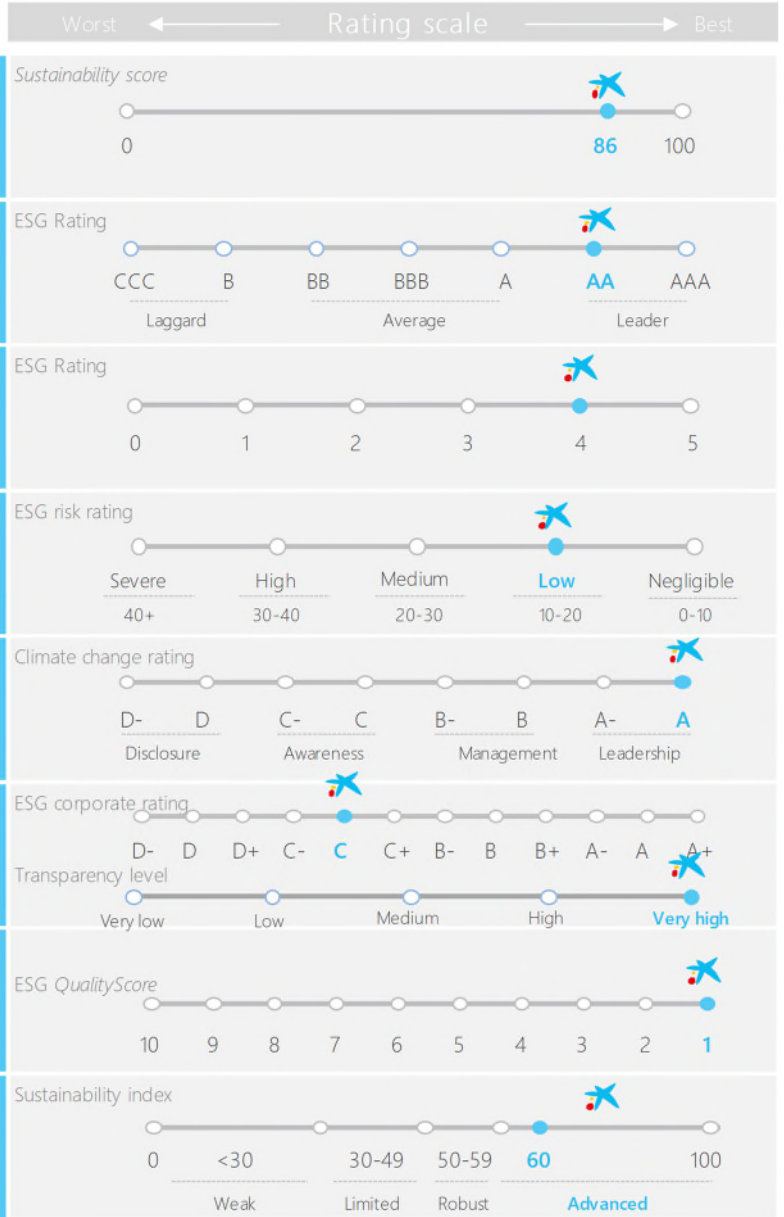 Worst Rating scale Best
Sustainability score
0 86 100
ESG Rating
CCC B BB BBB A AA AAA
Laggard Average Leader
ESG Rating
0 1 2 3 4 5
ESG risk rating
Severe High Medium Low Negligible
40+ 30-40 20-30 10-20 0-10
Climate change rating
D- D C- C B- B A- A
Disclosure Awareness Management Leadership
ESG corporate rating
D- D D+ C- C C+ B- B B+ A- A A+
Transparency level
Very low Low Medium High Very high
ESG QualityScore
10 9 8 7 6 5 4 3 2 1
Sustainability index
0 <30 30-49 50-59 60 100
Weak Limited Robust Advanced